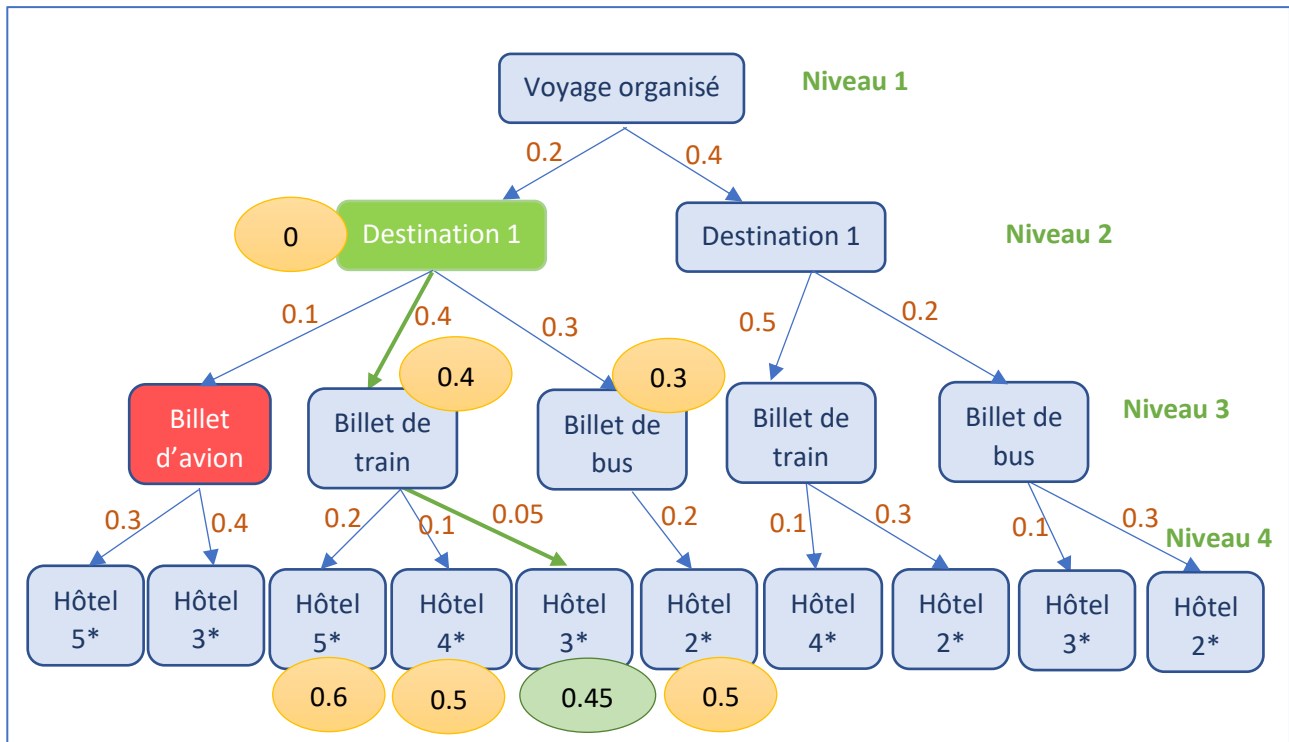 Voyage organisé
Niveau 1
0.2
0.4
0
Destination 1
Destination 1
Niveau 2
0.1
0.4
0.3
0.5
0.2
0.4
0.3
Billet
d'avion
Billet de
train
Billet de
bus
Billet de
train
Billet de
bus
Niveau 3
0.3
0.4
0.2
0.1
0.05
0.2
0.1
0.3
0.1
0.3
Niveau 4
Hôtel
5*
Hôtel
3*
Hôtel
5*
Hôtel
4*
Hôtel
3*
Hôtel
2*
Hôtel
4*
Hôtel
2*
Hôtel
3*
Hôtel
2*
0.6
0.5
0.45
0.5